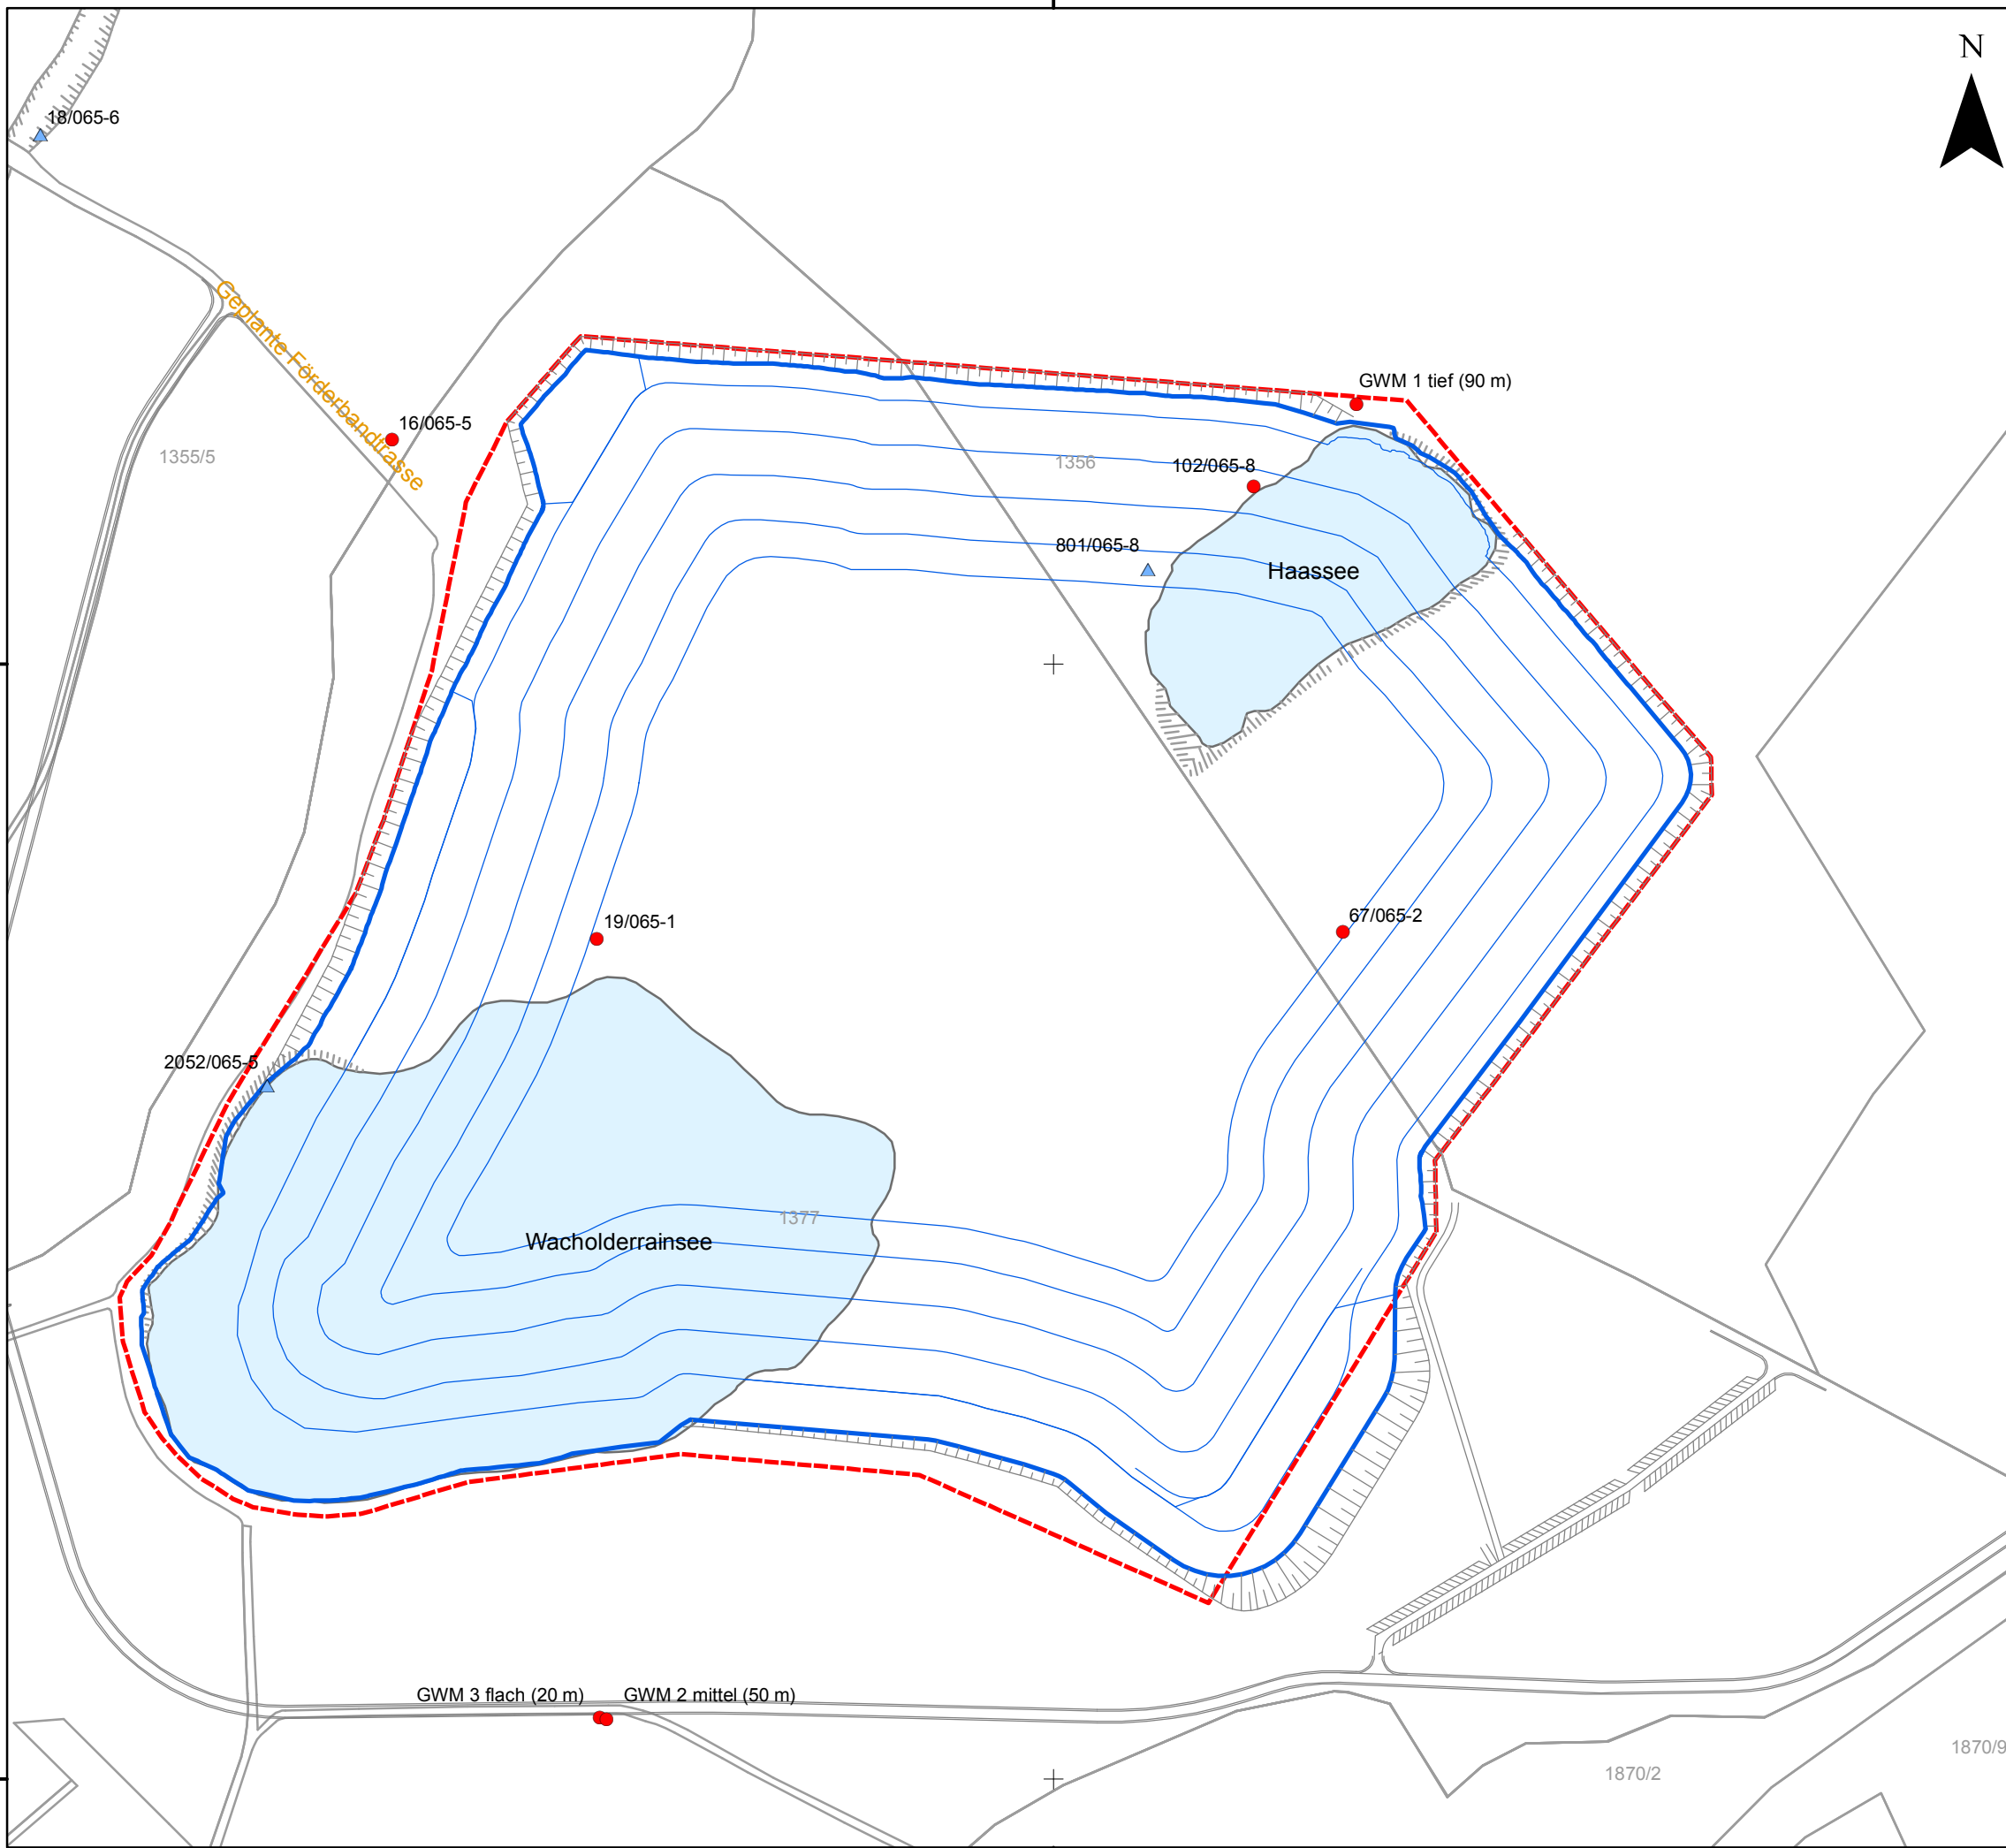 N
18/065-6
Geplante Förderbandtrasse
GWM 1 tief (90 m)
16/065-5
1355/5
1356
102/065-8
801/065-8
Haassee
19/065-1
67/065-2
2052/065-5
1377
Wacholderrainsee
GWM 3 flach (20 m)
GWM 2 mittel (50 m)
1870/9
1870/2